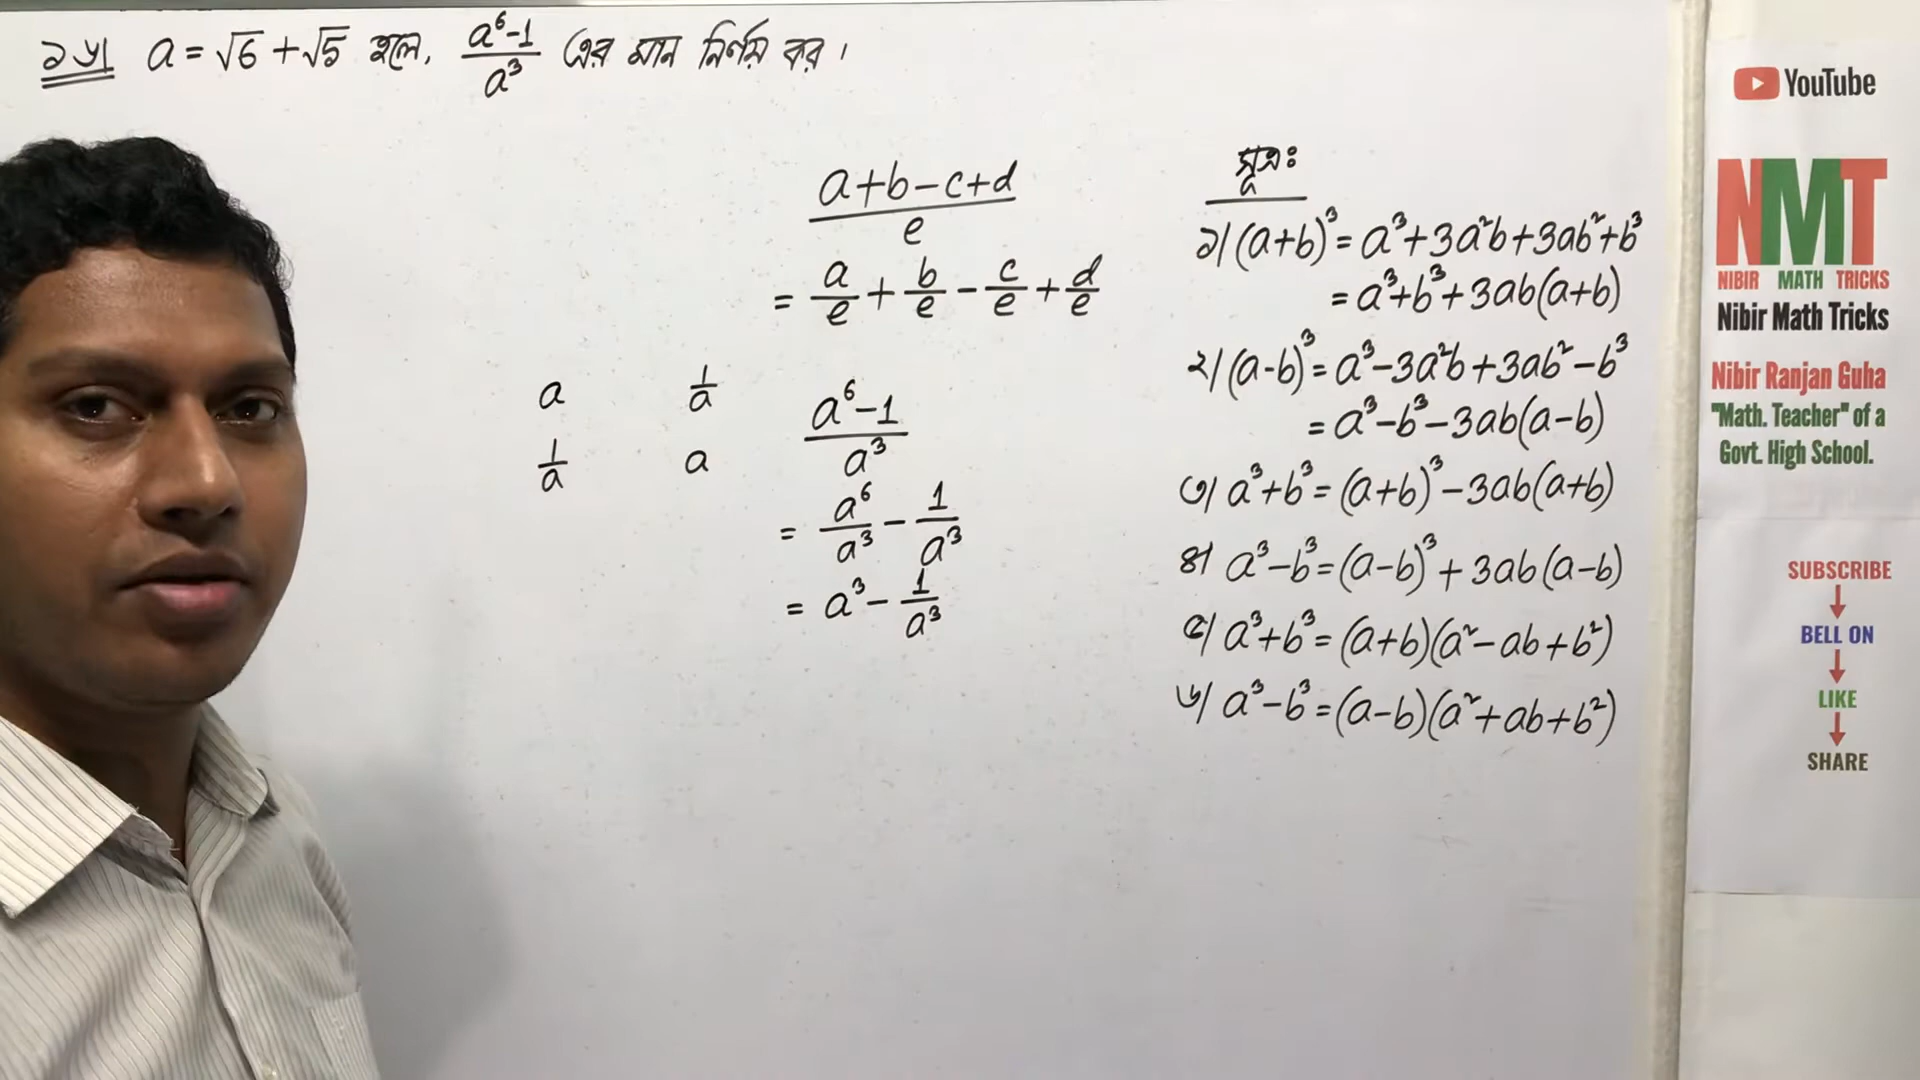 ১৬। a = √6 + √5 হলে, (a⁶-1)/a³ এর মান নির্ণয় কর।
(a+b-c+d)/e
= a/e + b/e - c/e + d/e
a 1/a
1/a a
(a⁶-1)/a³
= a⁶/a³ - 1/a³
= a³ - 1/a³
সূত্রঃ
১। (a+b)³ = a³+3a²b+3ab²+b³
= a³+b³+3ab(a+b)
২। (a-b)³ = a³-3a²b+3ab²-b³
= a³-b³-3ab(a-b)
৩। a³+b³ = (a+b)³-3ab(a+b)
৪। a³-b³ = (a-b)³+3ab(a-b)
৫। a³+b³ = (a+b)(a²-ab+b²)
৬। a³-b³ = (a-b)(a²+ab+b²)
YouTube
NMT
NIBIR MATH TRICKS
Nibir Math Tricks
Nibir Ranjan Guha
"Math. Teacher" of a
Govt. High School.
SUBSCRIBE
BELL ON
LIKE
SHARE